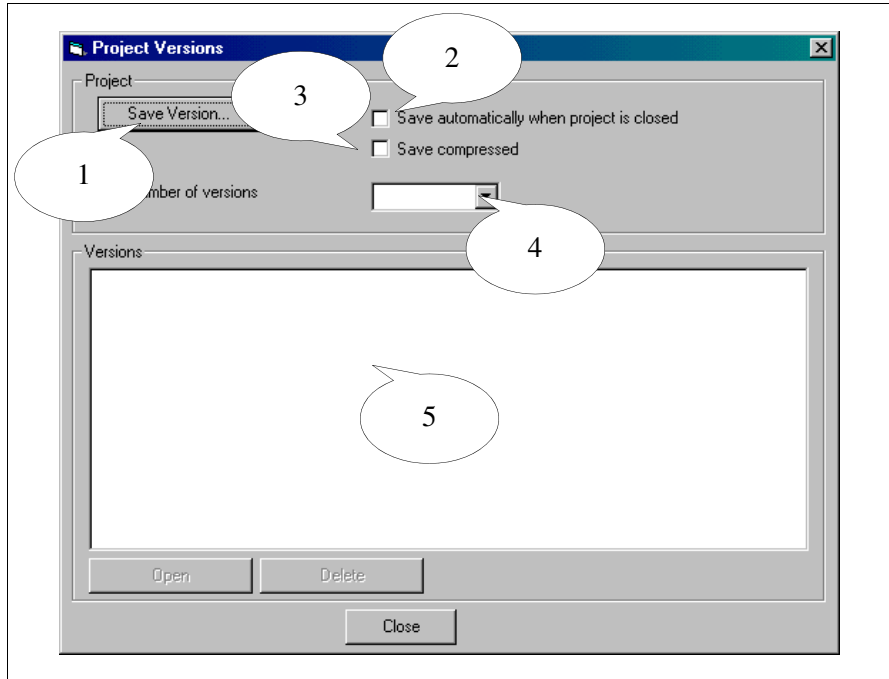 Project Versions
Project
Save Version...
Save automatically when project is closed
Save compressed
mber of versions
Versions
Open
Delete
Close
1
2
3
4
5